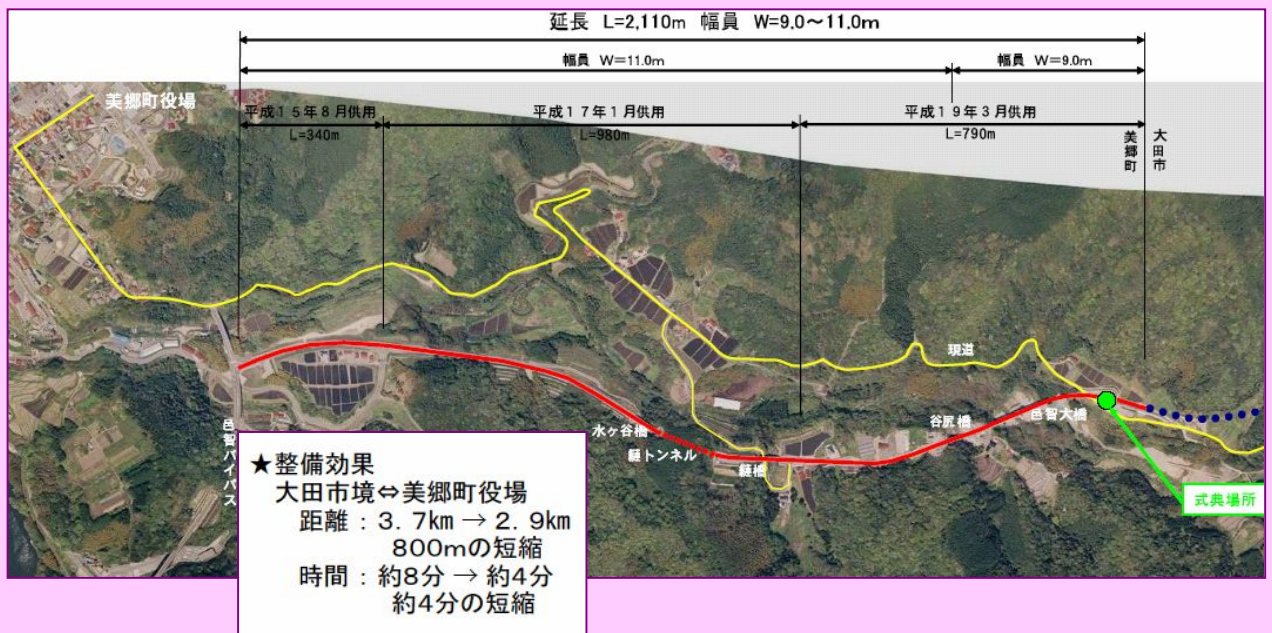 延長 L=2,110m 幅員 W=9.0～11.0m
幅員 W=11.0m
幅員 W=9.0m
平成15年8月供用
L=340m
平成17年1月供用
L=980m
平成19年3月供用
L=790m
美郷町
大田市
美郷町役場
現道
邑智バイパス
水ヶ谷橋
鑪トンネル
鑪橋
谷尻橋
邑智大橋
式典場所
★整備効果
大田市境⇔美郷町役場
距離：3.7km→2.9km
800mの短縮
時間：約8分→約4分
約4分の短縮